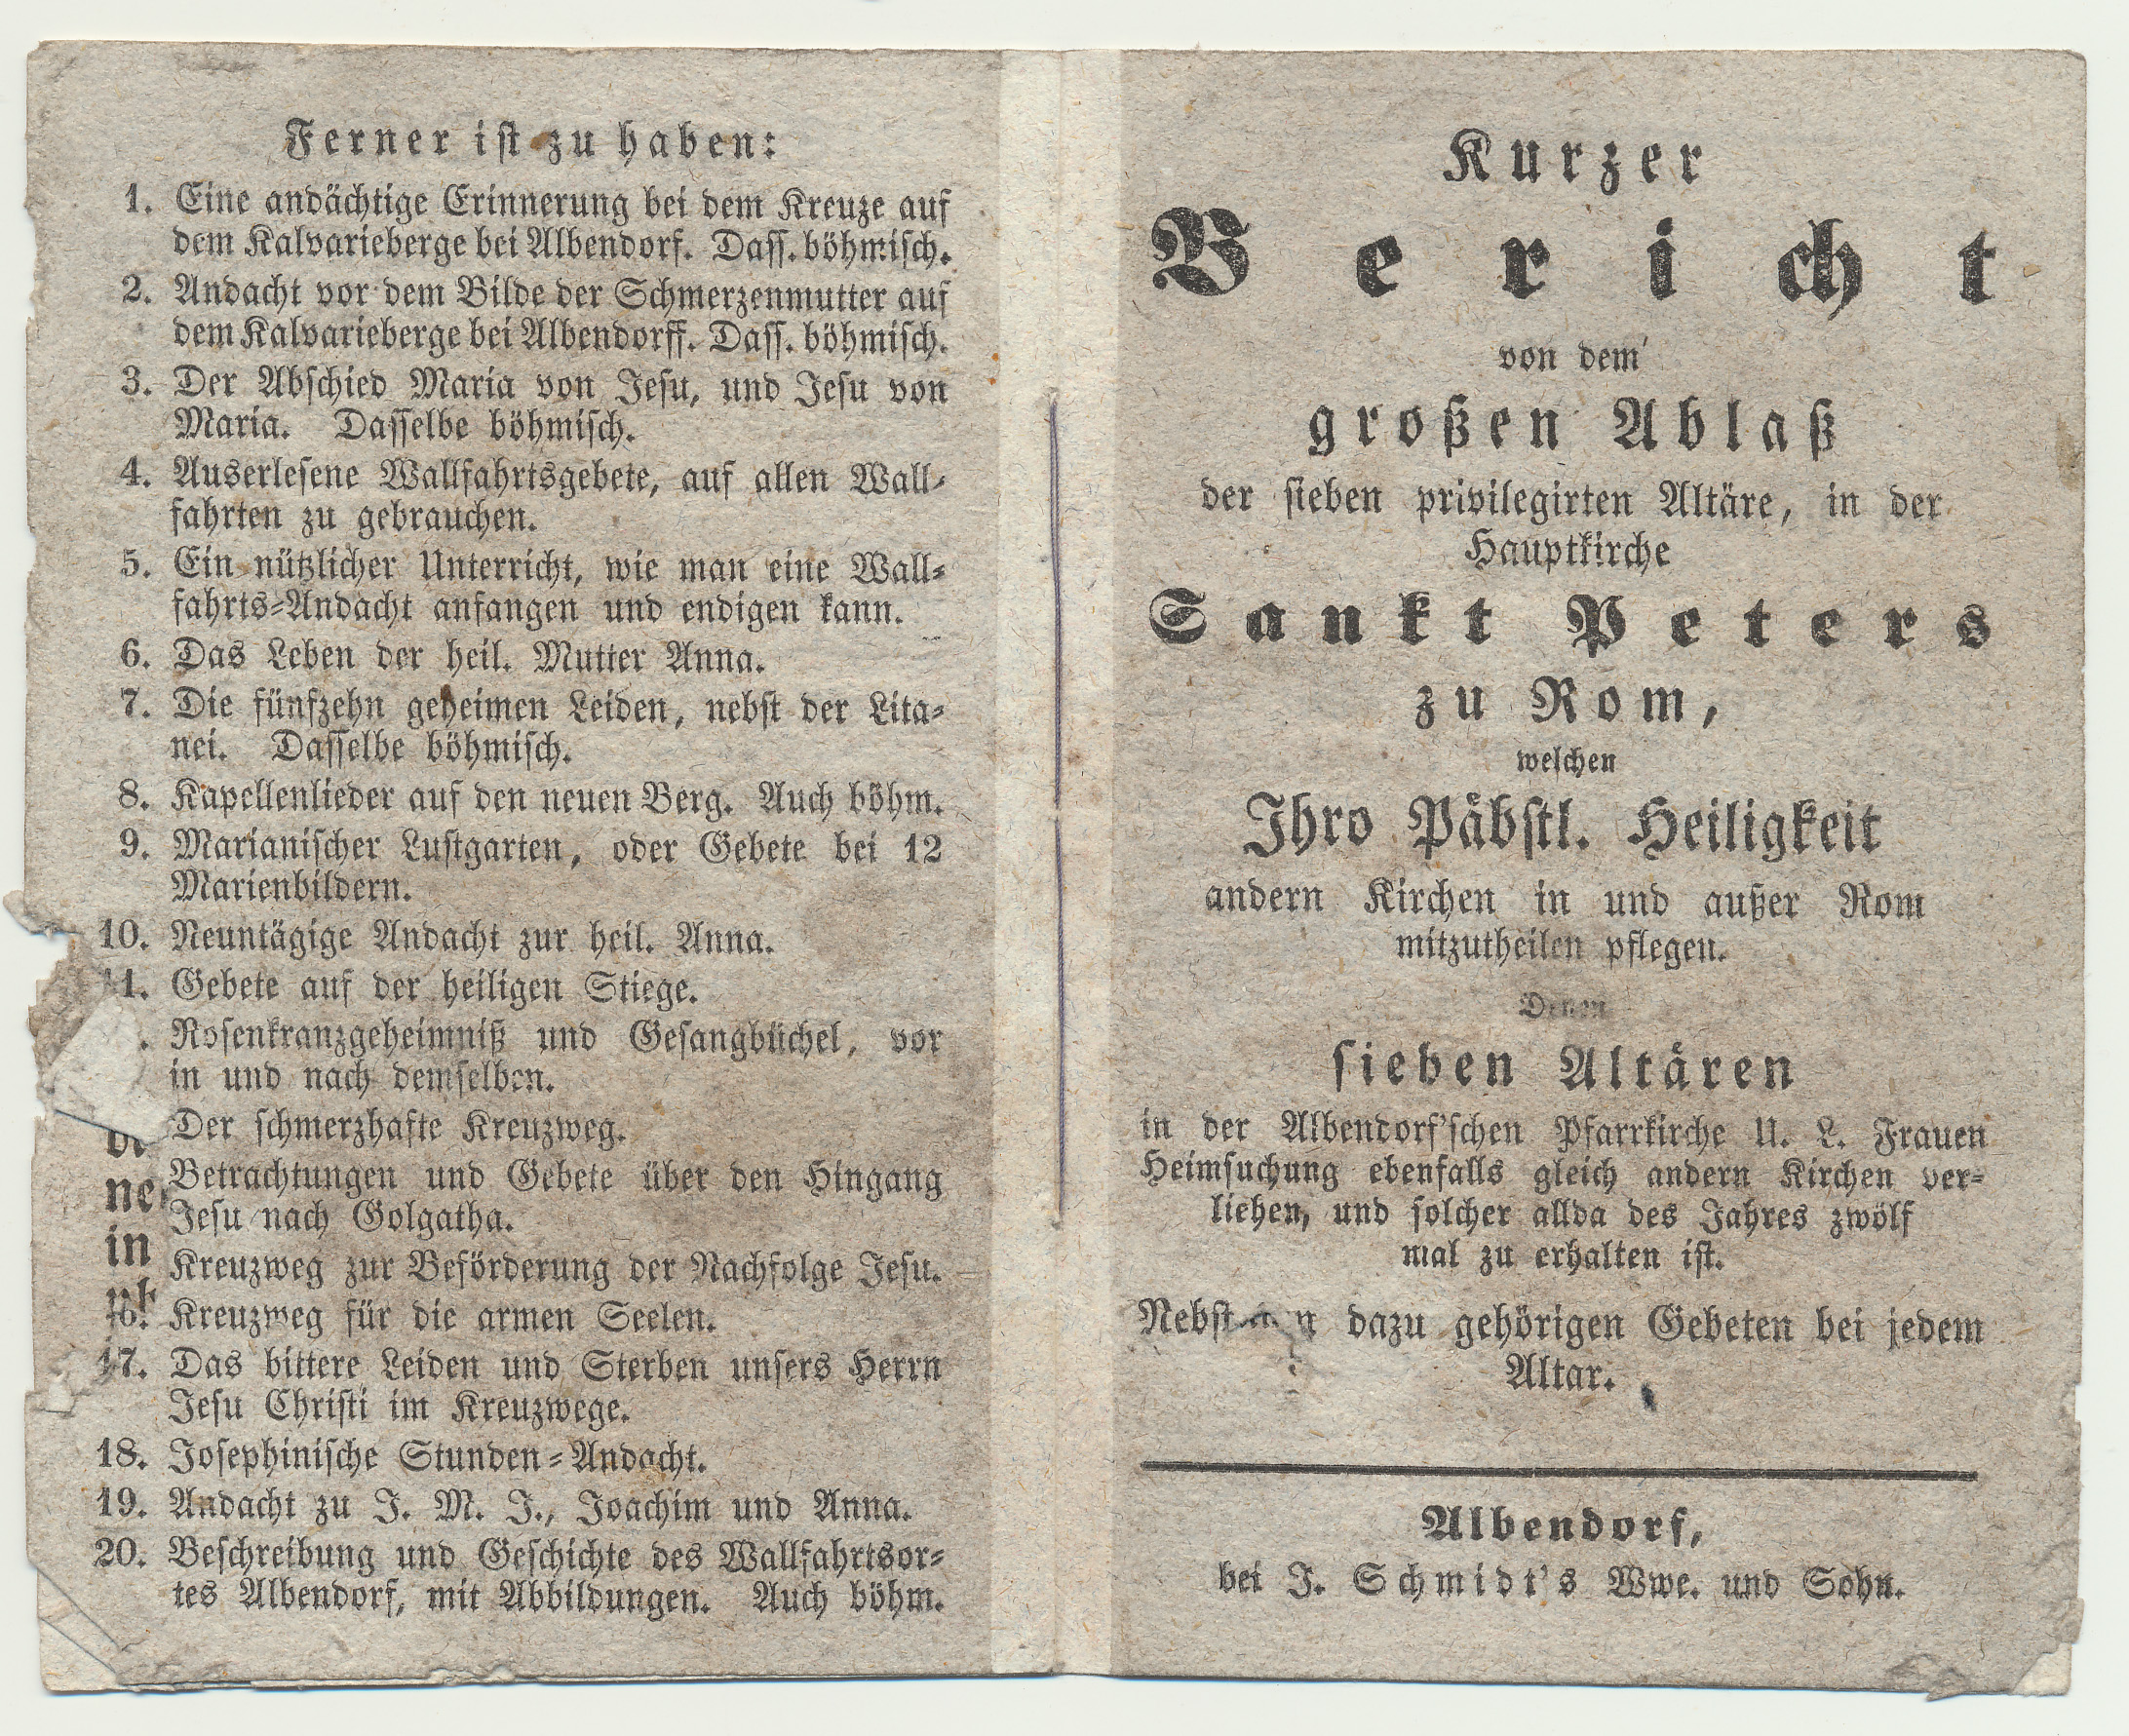 Ferner ist zu haben:
1. Eine andächtige Erinnerung bei dem Kreuze auf
dem Kalvarieberge bei Albendorf. Dass. böhmisch.
2. Andacht vor dem Bilde der Schmerzenmutter auf
dem Kalvarieberge bei Albendorff. Dass. böhmisch.
3. Der Abschied Maria von Jesu, und Jesu von
Maria. Dasselbe böhmisch.
4. Auserlesene Wallfahrtsgebete, auf allen Wall-
fahrten zu gebrauchen.
5. Ein nützlicher Unterricht, wie man eine Wall-
fahrts-Andacht anfangen und endigen kann.
6. Das Leben der heil. Mutter Anna.
7. Die fünfzehn geheimen Leiden, nebst der Lita-
nei. Dasselbe böhmisch.
8. Kapellenlieder auf den neuen Berg. Auch böhm.
9. Marianischer Lustgarten, oder Gebete bei 12
Marienbildern.
10. Neuntägige Andacht zur heil. Anna.
11. Gebete auf der heiligen Stiege.
. Rosenkranzgeheimniß und Gesangbüchel, vor
in und nach demselben.
Der schmerzhafte Kreuzweg.
Betrachtungen und Gebete über den Hingang
ne
Jesu nach Golgatha.
in
Kreuzweg zur Beförderung der Nachfolge Jesu.
16. Kreuzweg für die armen Seelen.
17. Das bittere Leiden und Sterben unsers Herrn
Jesu Christi im Kreuzwege.
18. Josephinische Stunden-Andacht.
19. Andacht zu J. M. J., Joachim und Anna.
20. Beschreibung und Geschichte des Wallfahrtsor-
tes Albendorf, mit Abbildungen. Auch böhm.
Kurzer
Bericht
von dem
großen Ablaß
der sieben privilegirten Altäre, in der
Hauptkirche
Sankt Peters
zu Rom,
welchen
Ihro Päbstl. Heiligkeit
andern Kirchen in und außer Rom
mitzutheilen pflegen.
Denen
sieben Altären
in der Albendorf'schen Pfarrkirche U. L. Frauen
Heimsuchung ebenfalls gleich andern Kirchen ver-
liehen, und solcher allda des Jahres zwölf
mal zu erhalten ist.
Nebst dazu gehörigen Gebeten bei jedem
Altar.
Albendorf,
bei J. Schmidt's Wwe. und Sohn.